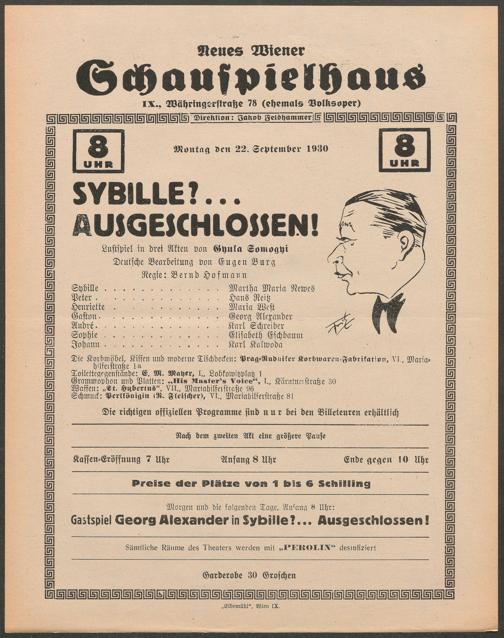 Neues Wiener
Schauspielhaus
IX., Währingerstraße 78 (ehemals Volksoper)
Direktion: Jakob Feldhammer
8 UHR
8 UHR
Montag den 22. September 1930
SYBILLE?...
AUSGESCHLOSSEN!
Lustspiel in drei Akten von Gyula Somogyi
Deutsche Bearbeitung von Eugen Burg
Regie: Bernd Hofmann
Sybille . . . . . . . . . . Martha Maria Newes
Peter . . . . . . . . . . Hans Reitz
Henriette . . . . . . . . . . Maria West
Gaston . . . . . . . . . . Georg Alexander
André . . . . . . . . . . Karl Schreiber
Sophie . . . . . . . . . . Elisabeth Eschbaum
Johann . . . . . . . . . . Karl Kalwoda
Die Korbmöbel, Kissen und moderne Tischdecken: Prag-Rudniker Korbwaren-Fabrikation, VI., Maria-
hilferstraße 1a
Toilettegegenstände: E. M. Mayer, I., Lobkowitzplatz 1
Grammophon und Platten: „His Master's Voice", I., Kärntnerstraße 30
Waffen: „St. Hubertus", VII., Mariahilferstraße 96
Schmuck: Perlkönigin (R. Fleischer), VI., Mariahilferstraße 81
Die richtigen offiziellen Programme sind nur bei den Billeteuren erhältlich
Nach dem zweiten Akt eine größere Pause
Kassen-Eröffnung 7 Uhr Anfang 8 Uhr Ende gegen 10 Uhr
Preise der Plätze von 1 bis 6 Schilling
Morgen und die folgenden Tage, Anfang 8 Uhr:
Gastspiel Georg Alexander in Sybille?... Ausgeschlossen!
Sämtliche Räume des Theaters werden mit „PEROLIN" desinfiziert
Garderobe 30 Groschen
„Elbemühl", Wien IX.